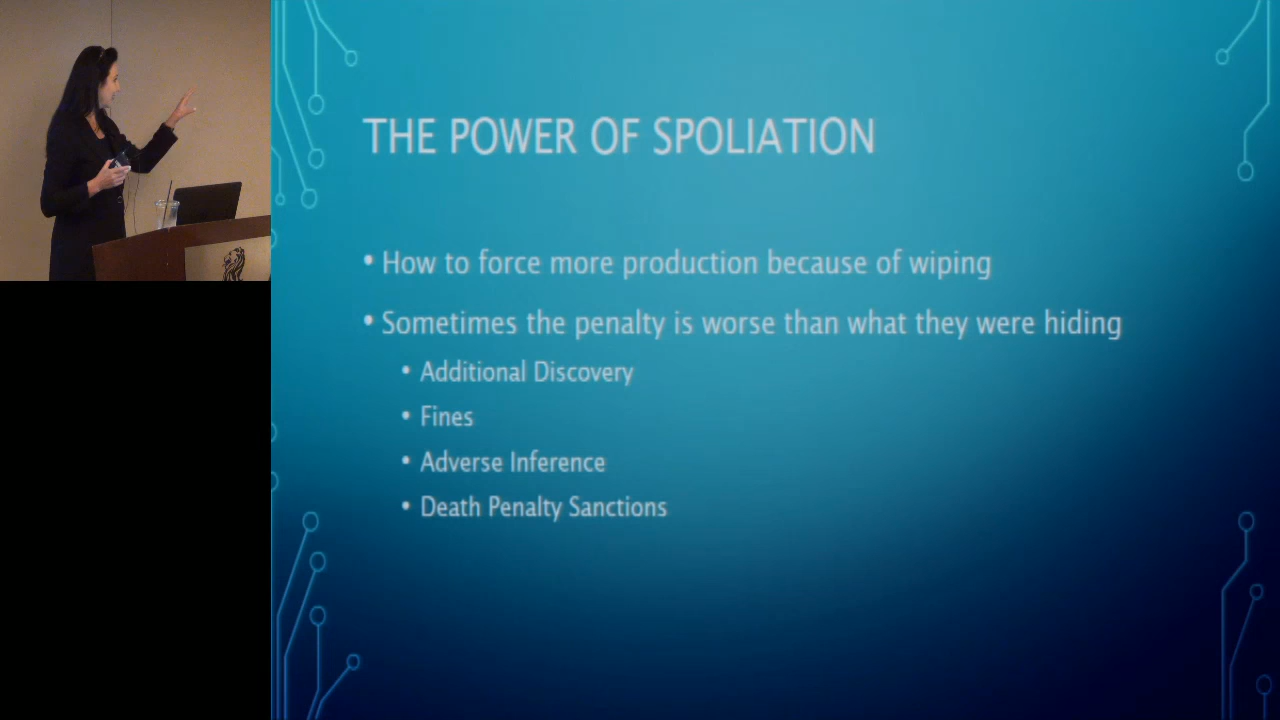 THE POWER OF SPOLIATION
• How to force more production because of wiping
• Sometimes the penalty is worse than what they were hiding
• Additional Discovery
• Fines
• Adverse Inference
• Death Penalty Sanctions